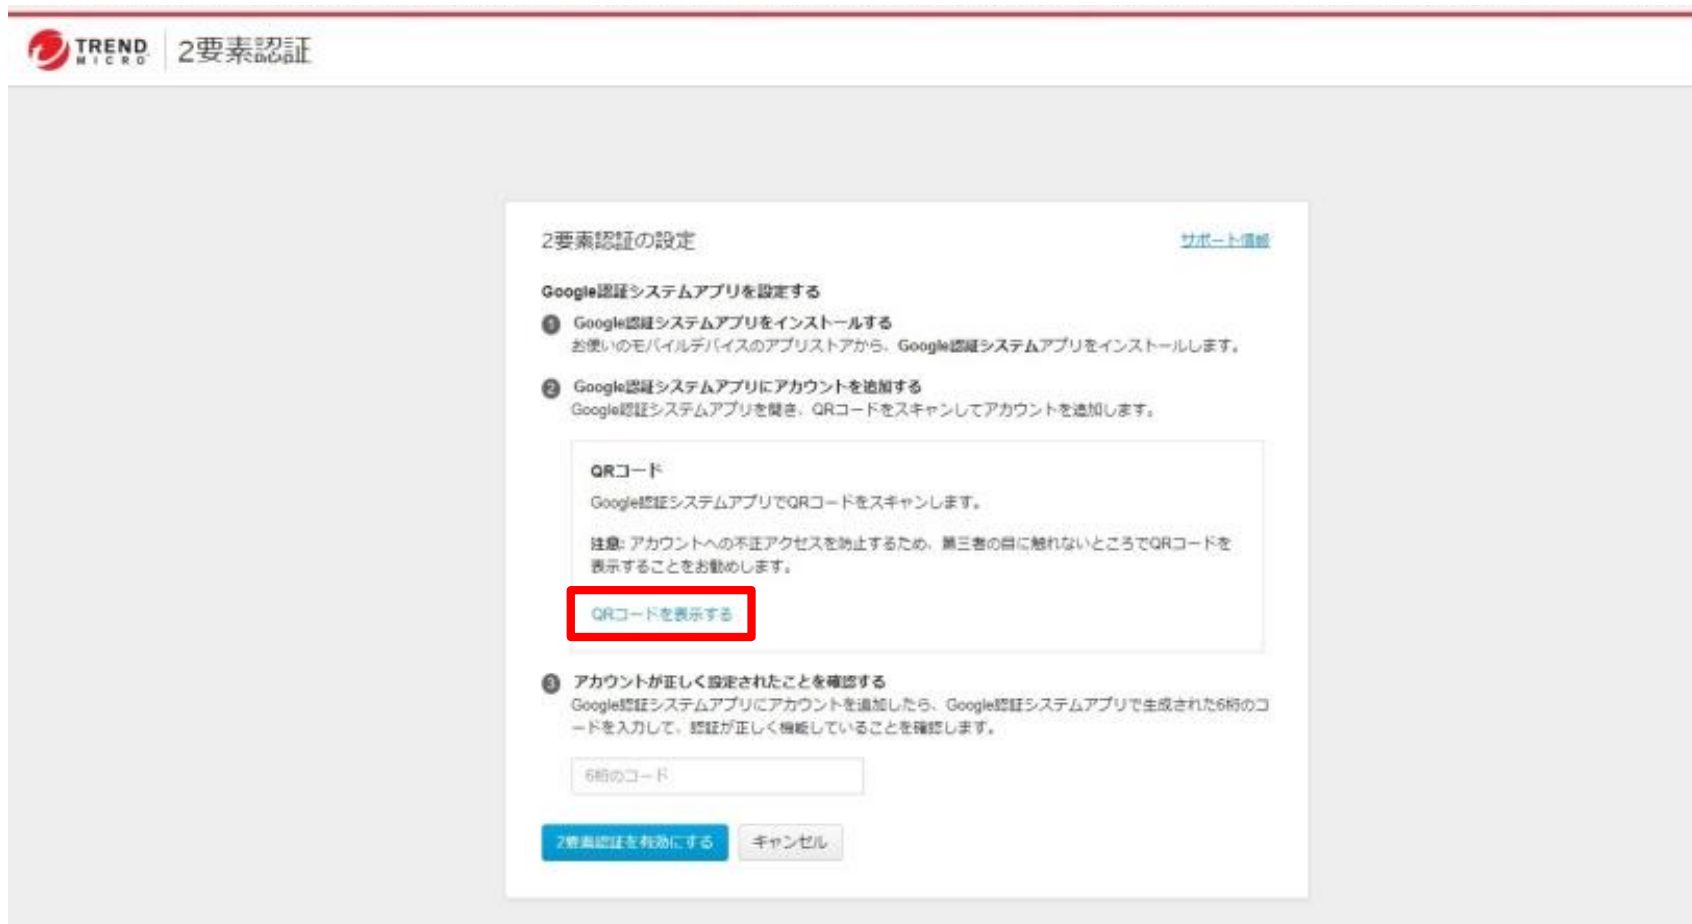 TREND MICRO 2要素認証
2要素認証の設定 サポート情報
Google認証システムアプリを設定する
1 Google認証システムアプリをインストールする
お使いのモバイルデバイスのアプリストアから、Google認証システムアプリをインストールします。
2 Google認証システムアプリにアカウントを追加する
Google認証システムアプリを開き、QRコードをスキャンしてアカウントを追加します。
QRコード
Google認証システムアプリでQRコードをスキャンします。
注意: アカウントへの不正アクセスを防止するため、第三者の目に触れないところでQRコードを
表示することをお勧めします。
QRコードを表示する
3 アカウントが正しく設定されたことを確認する
Google認証システムアプリにアカウントを追加したら、Google認証システムアプリで生成された6桁のコ
ードを入力して、認証が正しく機能していることを確認します。
6桁のコード
2要素認証を有効にする キャンセル